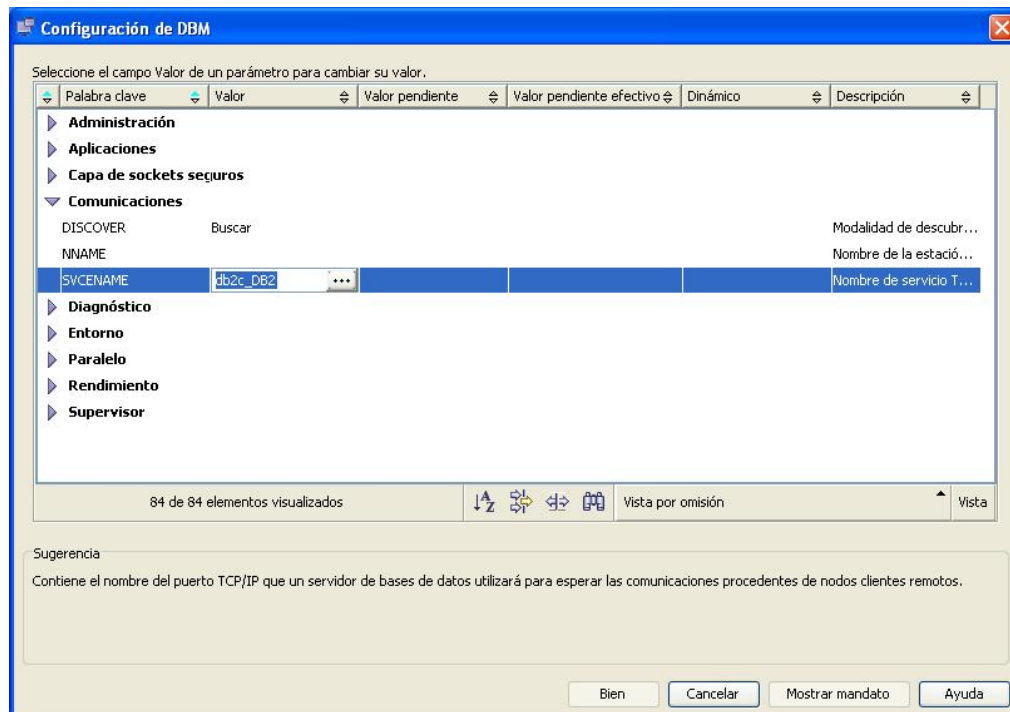 Configuración de DBM
Seleccione el campo Valor de un parámetro para cambiar su valor.
Palabra clave Valor Valor pendiente Valor pendiente efectivo Dinámico Descripción
Administración
Aplicaciones
Capa de sockets seguros
Comunicaciones
DISCOVER Buscar Modalidad de descubr...
NNAME Nombre de la estació...
SVCENAME db2c_DB2 ... Nombre de servicio T...
Diagnóstico
Entorno
Paralelo
Rendimiento
Supervisor
84 de 84 elementos visualizados Vista por omisión Vista
Sugerencia
Contiene el nombre del puerto TCP/IP que un servidor de bases de datos utilizará para esperar las comunicaciones procedentes de nodos clientes remotos.
Bien Cancelar Mostrar mandato Ayuda